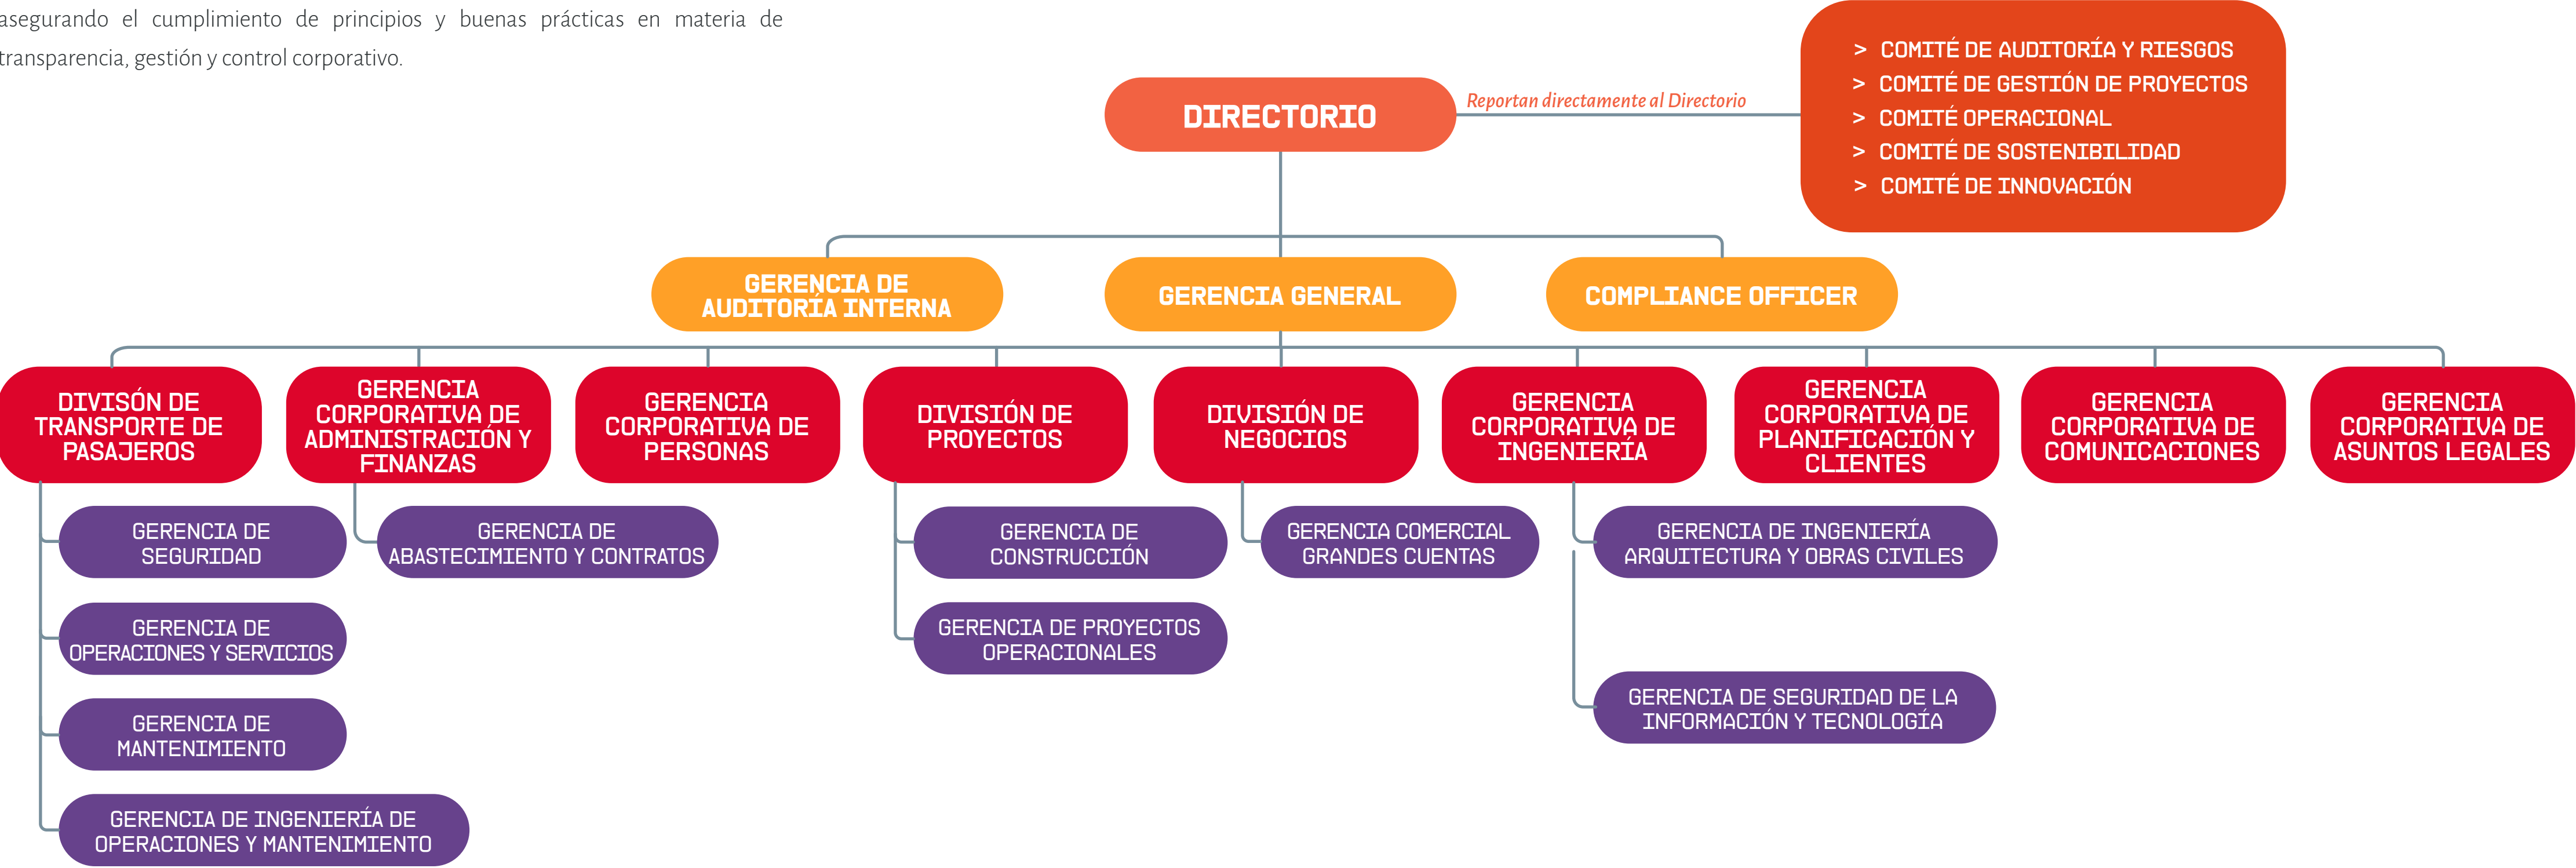 asegurando el cumplimiento de principios y buenas prácticas en materia de
transparencia, gestión y control corporativo.
DIRECTORIO
Reportan directamente al Directorio
> COMITÉ DE AUDITORÍA Y RIESGOS
> COMITÉ DE GESTIÓN DE PROYECTOS
> COMITÉ OPERACIONAL
> COMITÉ DE SOSTENIBILIDAD
> COMITÉ DE INNOVACIÓN
GERENCIA DE
AUDITORÍA INTERNA
GERENCIA GENERAL
COMPLIANCE OFFICER
DIVISÓN DE
TRANSPORTE DE
PASAJEROS
GERENCIA
CORPORATIVA DE
ADMINISTRACIÓN Y
FINANZAS
GERENCIA
CORPORATIVA DE
PERSONAS
DIVISIÓN DE
PROYECTOS
DIVISIÓN DE
NEGOCIOS
GERENCIA
CORPORATIVA DE
INGENIERÍA
GERENCIA
CORPORATIVA DE
PLANIFICACIÓN Y
CLIENTES
GERENCIA
CORPORATIVA DE
COMUNICACIONES
GERENCIA
CORPORATIVA DE
ASUNTOS LEGALES
GERENCIA DE
SEGURIDAD
GERENCIA DE
ABASTECIMIENTO Y CONTRATOS
GERENCIA DE
CONSTRUCCIÓN
GERENCIA COMERCIAL
GRANDES CUENTAS
GERENCIA DE INGENIERÍA
ARQUITECTURA Y OBRAS CIVILES
GERENCIA DE
OPERACIONES Y SERVICIOS
GERENCIA DE PROYECTOS
OPERACIONALES
GERENCIA DE
MANTENIMIENTO
GERENCIA DE SEGURIDAD DE LA
INFORMACIÓN Y TECNOLOGÍA
GERENCIA DE INGENIERÍA DE
OPERACIONES Y MANTENIMIENTO